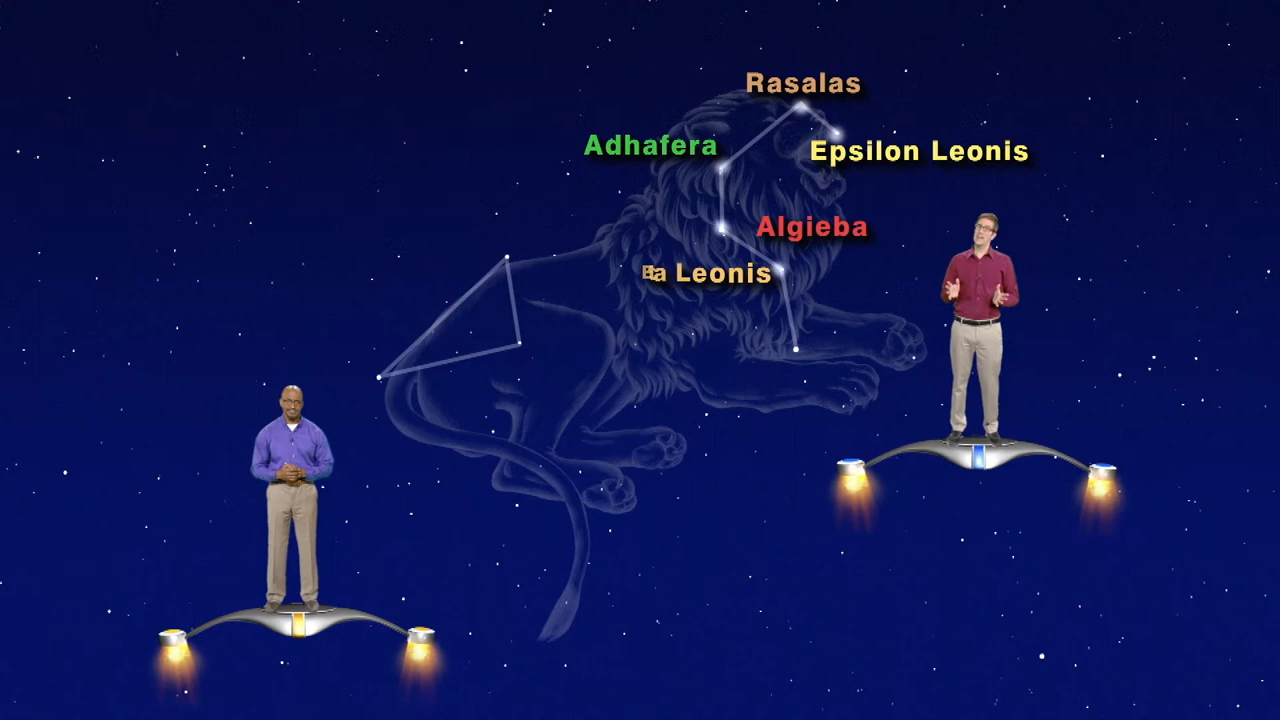 Rasalas
Adhafera
Epsilon Leonis
Algieba
Leonis